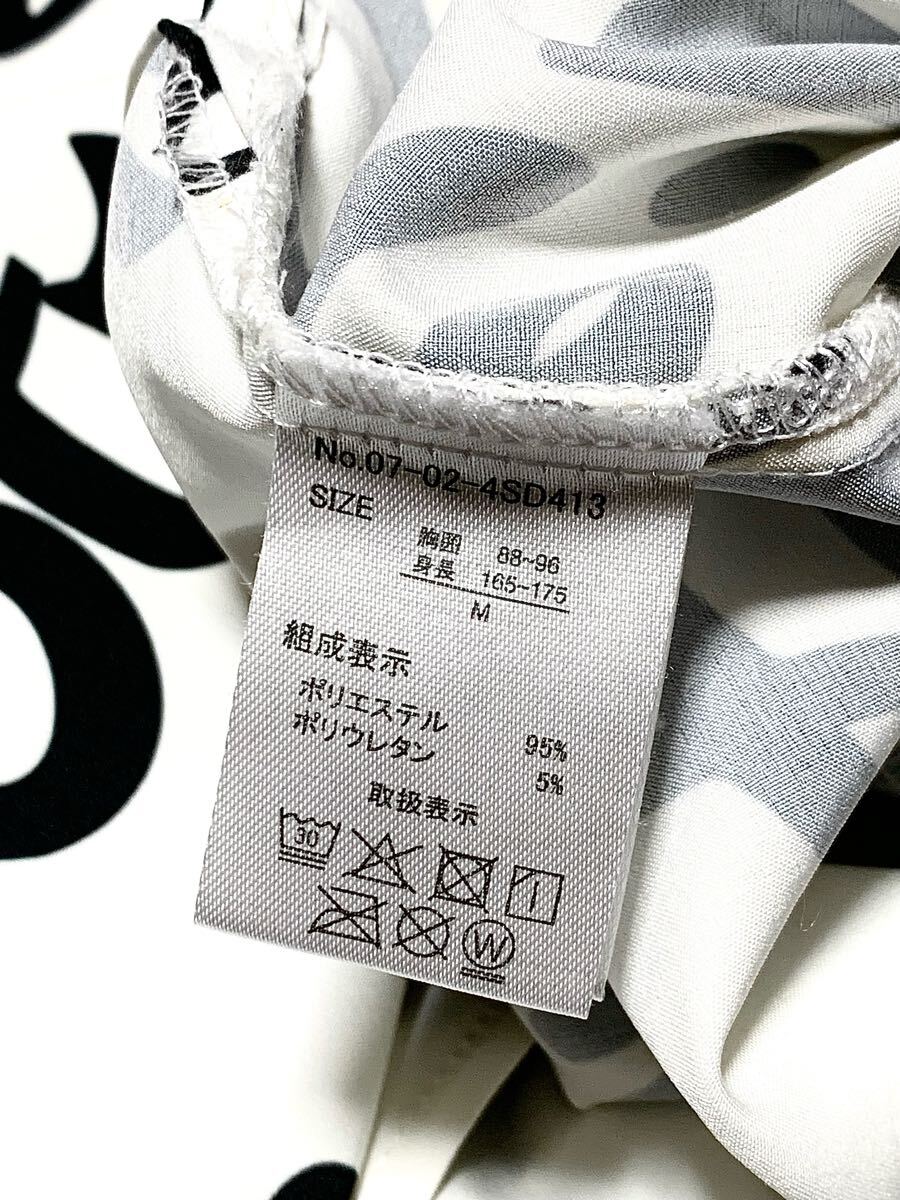 No.07-02-4SD413
SIZE
胸囲 88~96
身長 165~175
M
組成表示
ポリエステル 95%
ポリウレタン 5%
取扱表示
30
W